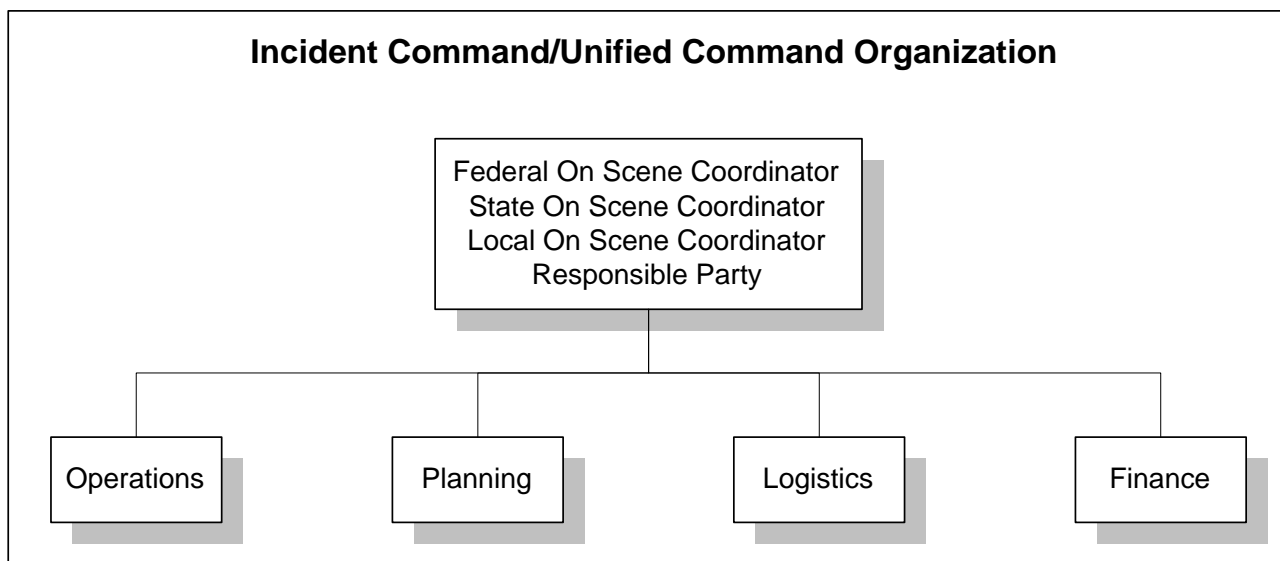 Incident Command/Unified Command Organization
Federal On Scene Coordinator
State On Scene Coordinator
Local On Scene Coordinator
Responsible Party
Operations
Planning
Logistics
Finance